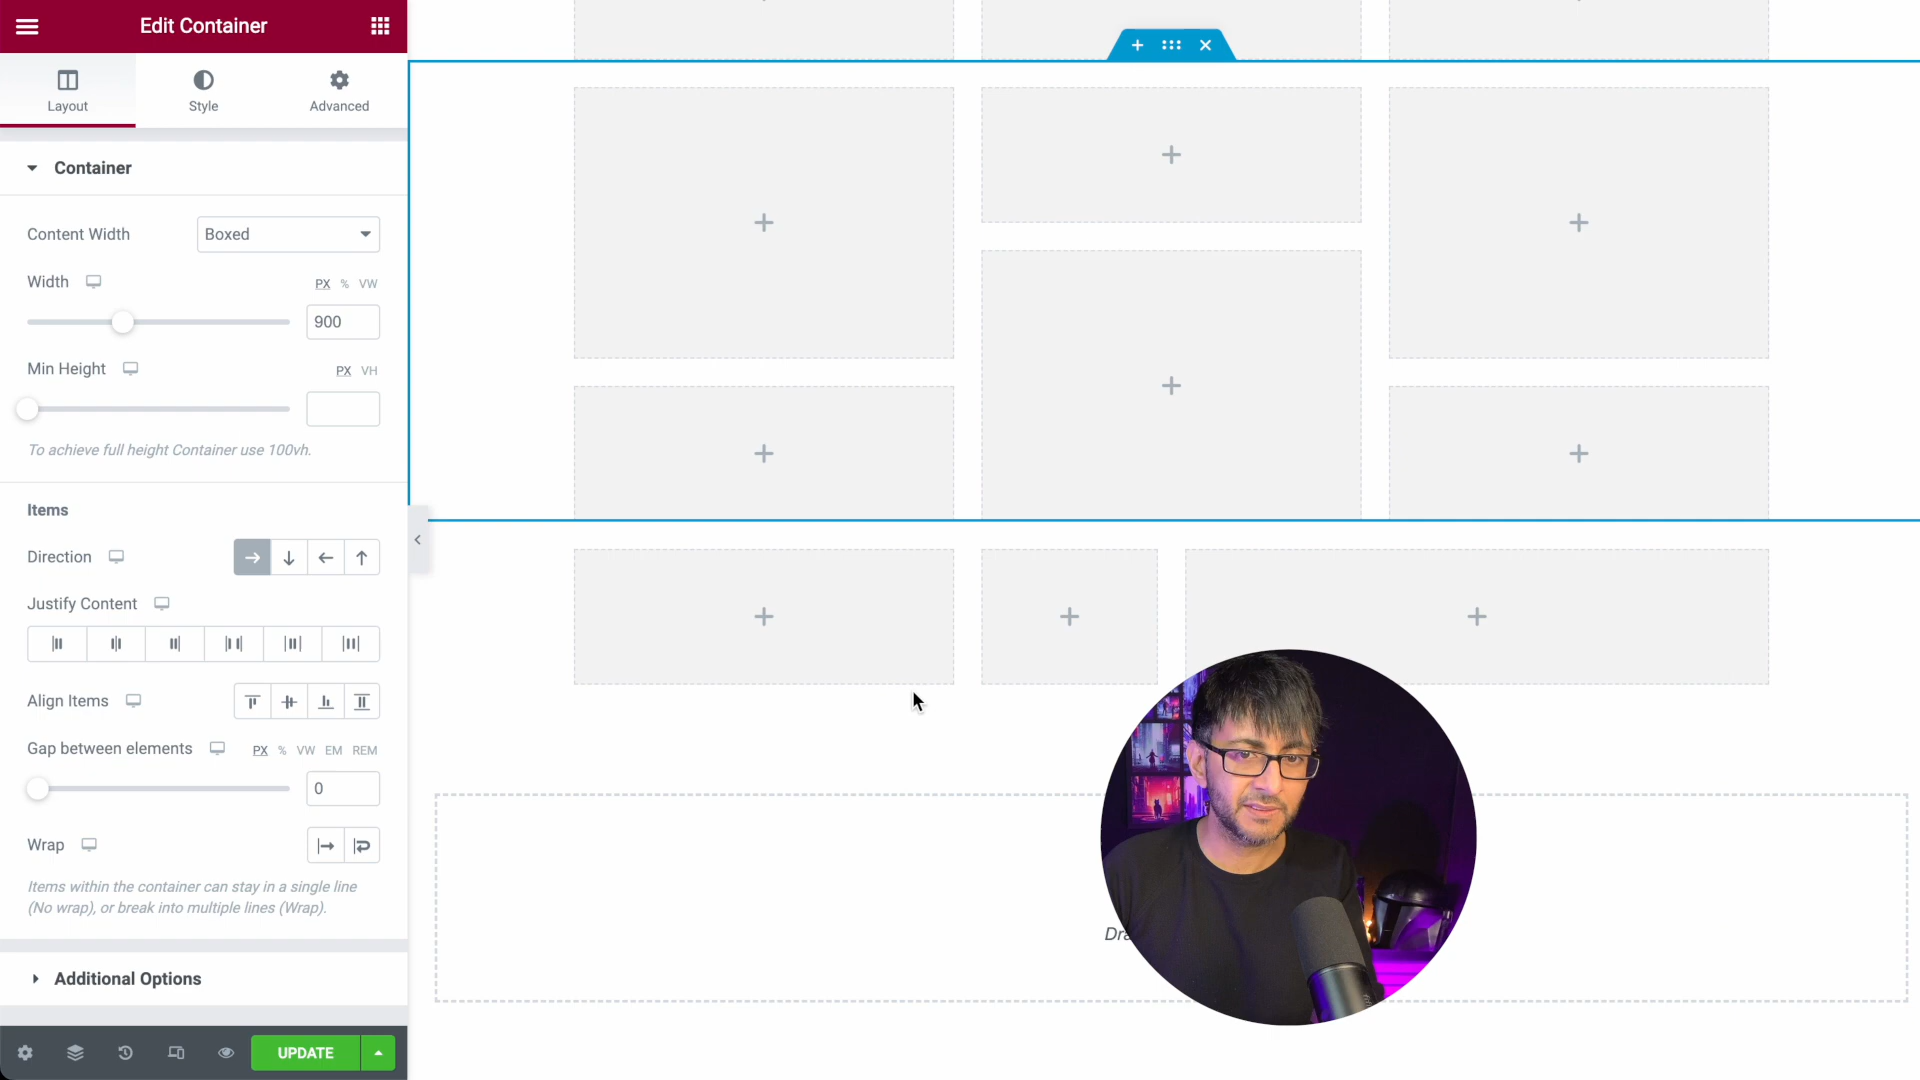 Edit Container
Layout
Style
Advanced
Container
Content Width
Boxed
Width
PX % VW
900
Min Height
PX VH
To achieve full height Container use 100vh.
Items
Direction
Justify Content
Align Items
Gap between elements
PX % VW EM REM
0
Wrap
Items within the container can stay in a single line
(No wrap), or break into multiple lines (Wrap).
Additional Options
UPDATE